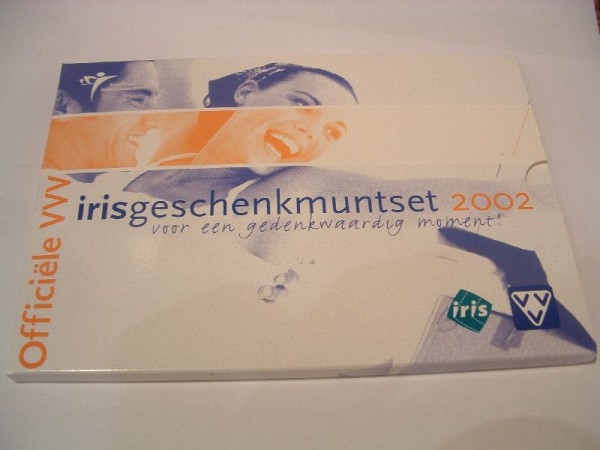 Officiële VVV
irisgeschenkmuntset 2002
voor een gedenkwaardig moment!
iris
VVV